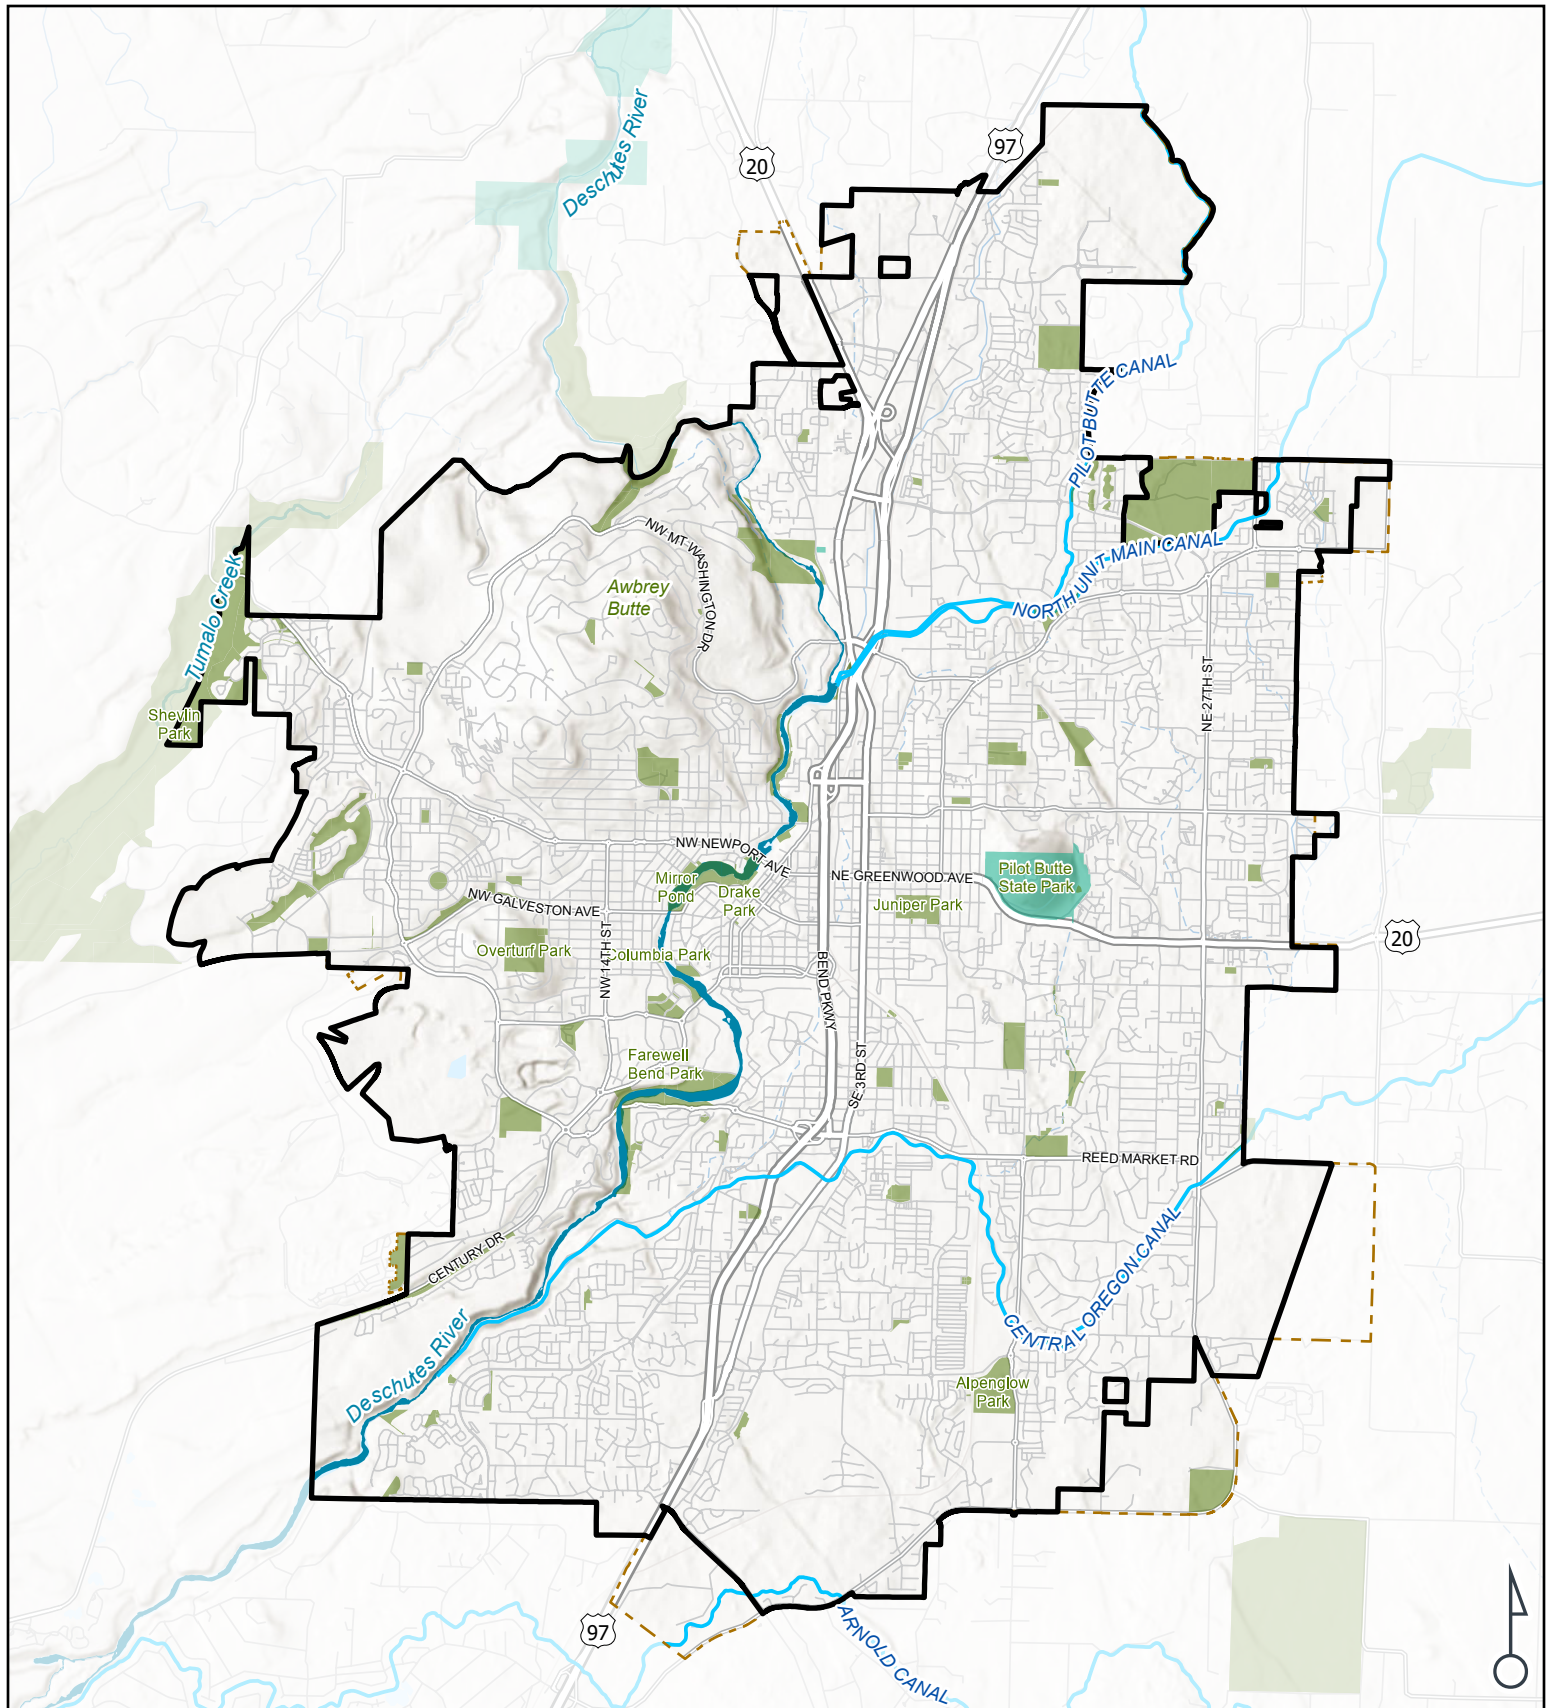 Deschutes River
97
20
PILOT BUTTE CANAL
NW MT WASHINGTON DR
NORTH UNIT MAIN CANAL
Tumalo Creek
Awbrey
Butte
NE 27TH ST
Shevlin
Park
NW NEWPORT AVE
Pilot Butte
State Park
NE GREENWOOD AVE
Mirror
Pond
Drake
Park
NW GALVESTON AVE
Juniper Park
20
Overturf Park
NW 14TH ST
Columbia Park
BEND PKWY
Farewell
Bend Park
SE 3RD ST
REED MARKET RD
CENTURY DR
CENTRAL OREGON CANAL
Deschutes River
Alpenglow
Park
97
ARNOLD CANAL